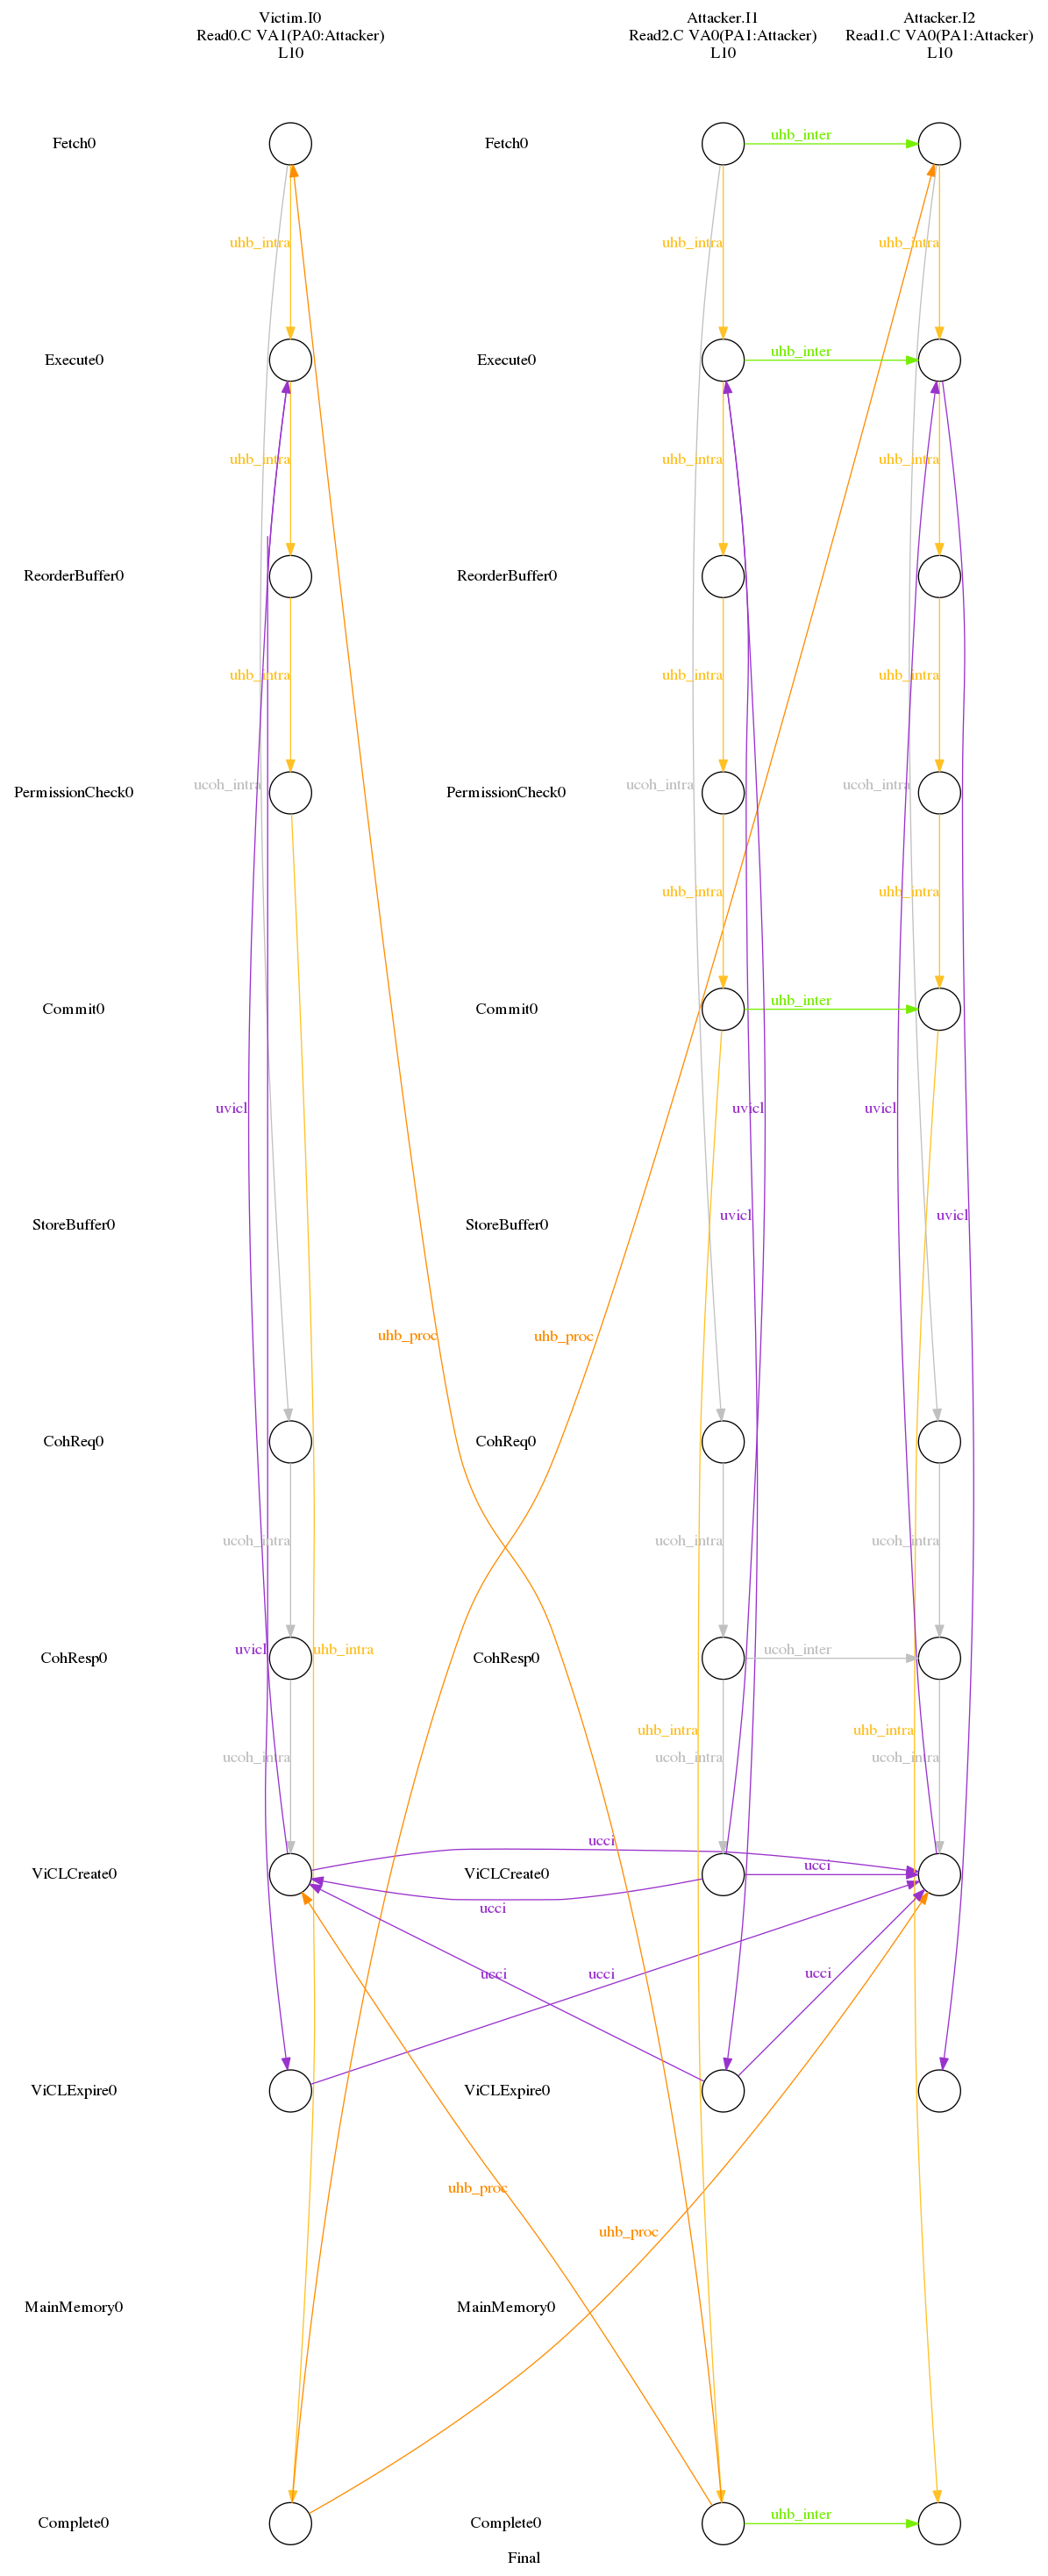 Victim.I0
Read0.C VA1(PA0:Attacker)
L10
Attacker.I1
Read2.C VA0(PA1:Attacker)
L10
Attacker.I2
Read1.C VA0(PA1:Attacker)
L10
Fetch0
Fetch0
uhb_inter
uhb_intra
uhb_intra
uhb_intra
Execute0
Execute0
uhb_inter
uhb_intra
uhb_intra
uhb_intra
ReorderBuffer0
ReorderBuffer0
uhb_intra
uhb_intra
uhb_intra
ucoh_intra
ucoh_intra
ucoh_intra
PermissionCheck0
PermissionCheck0
uhb_intra
uhb_intra
Commit0
Commit0
uhb_inter
uvicl
uvicl
uvicl
StoreBuffer0
StoreBuffer0
uvicl
uvicl
uhb_proc
uhb_proc
CohReq0
CohReq0
ucoh_intra
ucoh_intra
ucoh_intra
CohResp0
uvicl
uhb_intra
CohResp0
ucoh_inter
uhb_intra
uhb_intra
ucoh_intra
ucoh_intra
ucoh_intra
ucci
ViCLCreate0
ViCLCreate0
ucci
ucci
ucci
ucci
ucci
ViCLExpire0
ViCLExpire0
uhb_proc
uhb_proc
MainMemory0
MainMemory0
Complete0
Complete0
uhb_inter
Final